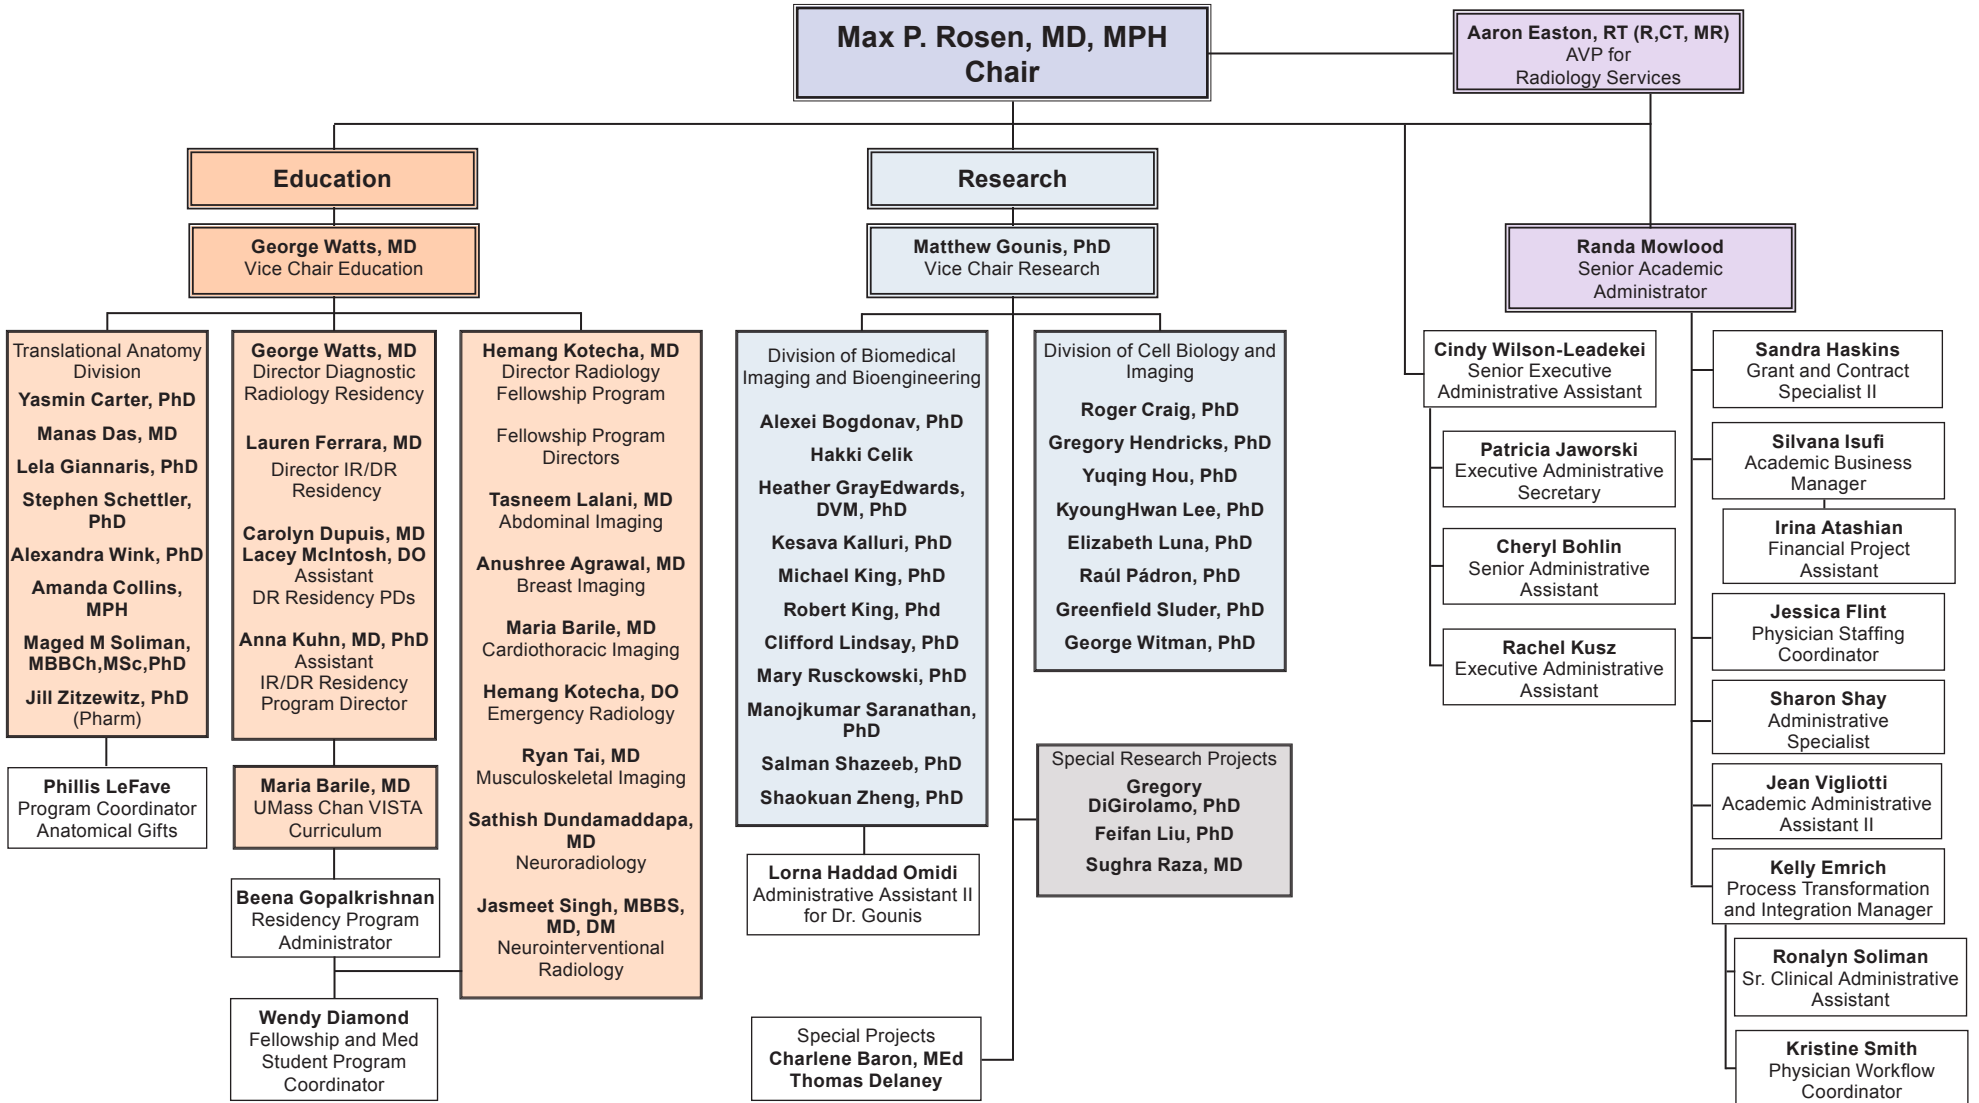 Max P. Rosen, MD, MPH
Chair
Aaron Easton, RT (R,CT, MR)
AVP for
Radiology Services
Education
George Watts, MD
Vice Chair Education
Research
Matthew Gounis, PhD
Vice Chair Research
Randa Mowlood
Senior Academic
Administrator
Translational Anatomy
Division
Yasmin Carter, PhD
Manas Das, MD
Lela Giannaris, PhD
Stephen Schettler,
PhD
Alexandra Wink, PhD
Amanda Collins,
MPH
Maged M Soliman,
MBBCh,MSc,PhD
Jill Zitzewitz, PhD
(Pharm)
Phillis LeFave
Program Coordinator
Anatomical Gifts
George Watts, MD
Director Diagnostic
Radiology Residency
Lauren Ferrara, MD
Director IR/DR
Residency
Carolyn Dupuis, MD
Lacey McIntosh, DO
Assistant
DR Residency PDs
Anna Kuhn, MD, PhD
Assistant
IR/DR Residency
Program Director
Maria Barile, MD
UMass Chan VISTA
Curriculum
Beena Gopalkrishnan
Residency Program
Administrator
Wendy Diamond
Fellowship and Med
Student Program
Coordinator
Hemang Kotecha, MD
Director Radiology
Fellowship Program
Fellowship Program
Directors
Tasneem Lalani, MD
Abdominal Imaging
Anushree Agrawal, MD
Breast Imaging
Maria Barile, MD
Cardiothoracic Imaging
Hemang Kotecha, DO
Emergency Radiology
Ryan Tai, MD
Musculoskeletal Imaging
Sathish Dundamaddapa,
MD
Neuroradiology
Jasmeet Singh, MBBS,
MD, DM
Neurointerventional
Radiology
Division of Biomedical
Imaging and Bioengineering
Alexei Bogdonav, PhD
Hakki Celik
Heather GrayEdwards,
DVM, PhD
Kesava Kalluri, PhD
Michael King, PhD
Robert King, Phd
Clifford Lindsay, PhD
Mary Rusckowski, PhD
Manojkumar Saranathan,
PhD
Salman Shazeeb, PhD
Shaokuan Zheng, PhD
Lorna Haddad Omidi
Administrative Assistant II
for Dr. Gounis
Special Projects
Charlene Baron, MEd
Thomas Delaney
Division of Cell Biology and
Imaging
Roger Craig, PhD
Gregory Hendricks, PhD
Yuqing Hou, PhD
KyoungHwan Lee, PhD
Elizabeth Luna, PhD
Raúl Pádron, PhD
Greenfield Sluder, PhD
George Witman, PhD
Special Research Projects
Gregory
DiGirolamo, PhD
Feifan Liu, PhD
Sughra Raza, MD
Cindy Wilson-Leadekei
Senior Executive
Administrative Assistant
Patricia Jaworski
Executive Administrative
Secretary
Cheryl Bohlin
Senior Administrative
Assistant
Rachel Kusz
Executive Administrative
Assistant
Sandra Haskins
Grant and Contract
Specialist II
Silvana Isufi
Academic Business
Manager
Irina Atashian
Financial Project
Assistant
Jessica Flint
Physician Staffing
Coordinator
Sharon Shay
Administrative
Specialist
Jean Vigliotti
Academic Administrative
Assistant II
Kelly Emrich
Process Transformation
and Integration Manager
Ronalyn Soliman
Sr. Clinical Administrative
Assistant
Kristine Smith
Physician Workflow
Coordinator